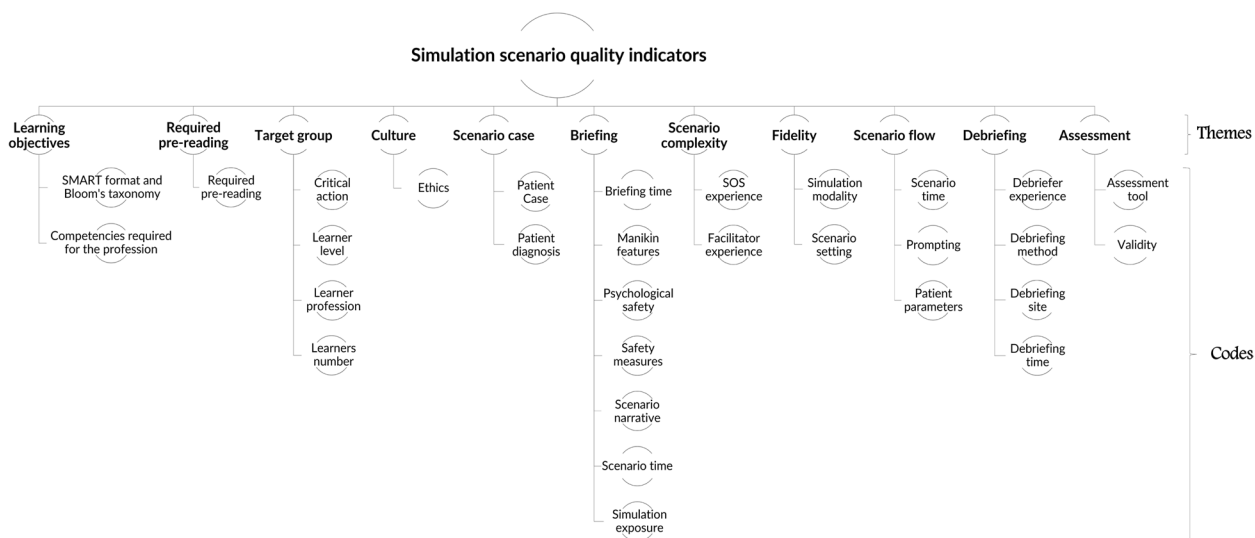 Simulation scenario quality indicators
Learning
objectives
Required
pre-reading
Target group
Culture
Scenario case
Briefing
Scenario
complexity
Fidelity
Scenario flow
Debriefing
Assessment
Themes
SMART format and
Bloom's taxonomy
Competencies required
for the profession
Required
pre-reading
Critical
action
Learner
level
Learner
profession
Learners
number
Ethics
Patient
Case
Patient
diagnosis
Briefing time
Manikin
features
Psychological
safety
Safety
measures
Scenario
narrative
Scenario time
Simulation
exposure
SOS
experience
Facilitator
experience
Simulation
modality
Scenario
setting
Scenario
time
Prompting
Patient
parameters
Debriefer
experience
Debriefing
method
Debriefing
site
Debriefing
time
Assessment
tool
Validity
Codes